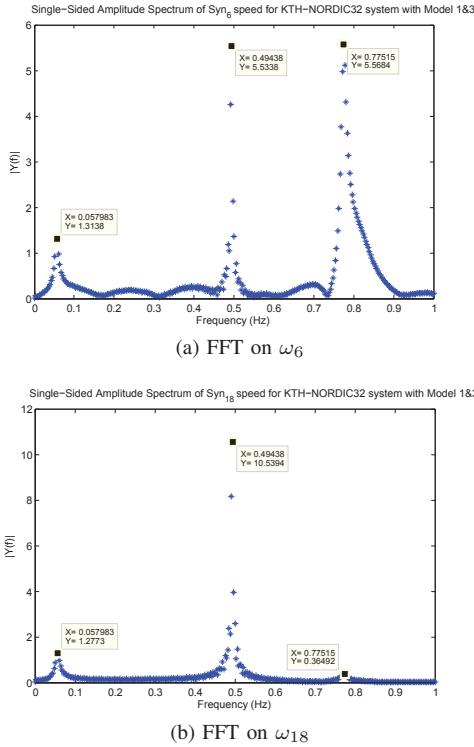 Single−Sided Amplitude Spectrum of Syn6 speed for KTH−NORDIC32 system with Model 1&3
6
5
4
3
2
1
0
|Y(f)|
X= 0.49438
Y= 5.5338
X= 0.77515
Y= 5.5684
X= 0.057983
Y= 1.3138
0 0.1 0.2 0.3 0.4 0.5 0.6 0.7 0.8 0.9 1
Frequency (Hz)
(a) FFT on ω6
Single−Sided Amplitude Spectrum of Syn18 speed for KTH−NORDIC32 system with Model 1&3
12
10
8
6
4
2
0
|Y(f)|
X= 0.49438
Y= 10.5394
X= 0.057983
Y= 1.2773
X= 0.77515
Y= 0.36492
0 0.1 0.2 0.3 0.4 0.5 0.6 0.7 0.8 0.9 1
Frequency (Hz)
(b) FFT on ω18